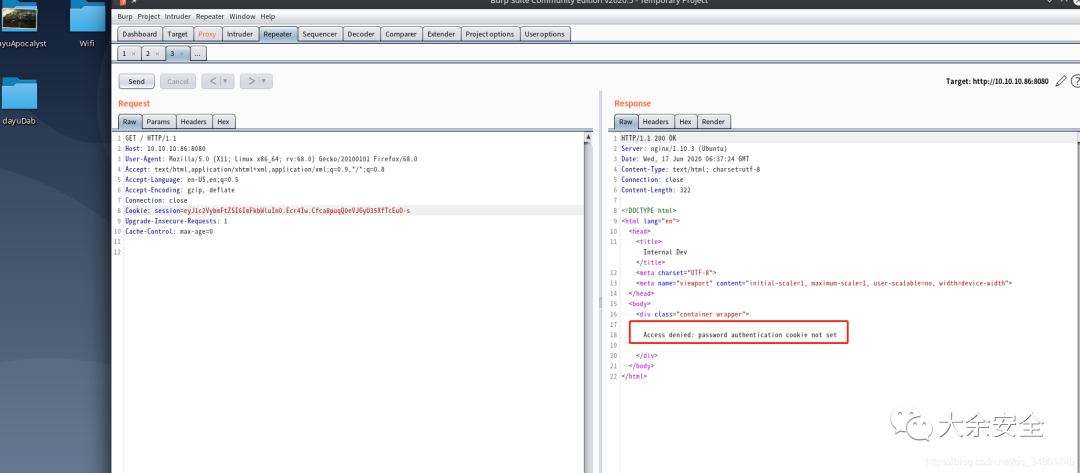 Burp Suite Community Edition v2020.5 - Temporary Project
Burp Project Intruder Repeater Window Help
Dashboard Target Proxy Intruder Repeater Sequencer Decoder Comparer Extender Project options User options
1 × 2 × 3 × ...
Send Cancel < > Target: http://10.10.10.86:8080
Request
Raw Params Headers Hex
1 GET / HTTP/1.1
2 Host: 10.10.10.86:8080
3 User-Agent: Mozilla/5.0 (X11; Linux x86_64; rv:68.0) Gecko/20100101 Firefox/68.0
4 Accept: text/html,application/xhtml+xml,application/xml;q=0.9,*/*;q=0.8
5 Accept-Language: en-US,en;q=0.5
6 Accept-Encoding: gzip, deflate
7 Connection: close
8 Cookie:
9 Upgrade-Insecure-Requests: 1
10 Cache-Control: max-age=0
11
12
Response
Raw Headers Hex Render
1 HTTP/1.1 200 OK
2 Server: nginx/1.10.3 (Ubuntu)
3 Date: Wed, 17 Jun 2020 06:37:24 GMT
4 Content-Type: text/html; charset=utf-8
5 Connection: close
6 Content-Length: 322
7
8 <!DOCTYPE html>
9 <html lang="en">
10 <head>
11 <title>
Internal Dev
</title>
12 <meta charset="UTF-8">
13 <meta name="viewport" content="initial-scale=1, maximum-scale=1, user-scalable=no, width=device-width">
14 </head>
15 <body>
16 <div class="container wrapper">
17
18 Access denied: password authentication cookie not set
19
20 </div>
21 </body>
22 </html>
ayuApocalyst
Wifi
dayuDab
大余安全
https://blog.csdn.net/qq_34801745